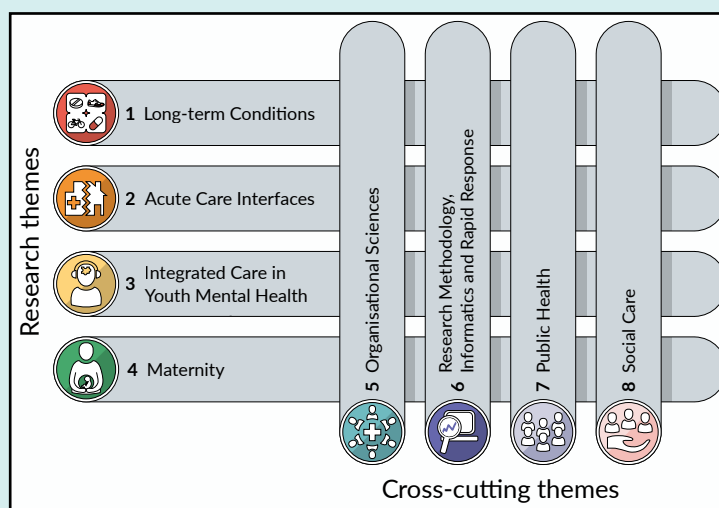 Research themes
1 Long-term Conditions
2 Acute Care Interfaces
3 Integrated Care in
Youth Mental Health
4 Maternity
5 Organisational Sciences
6 Research Methodology,
Informatics and Rapid Response
7 Public Health
8 Social Care
Cross-cutting themes